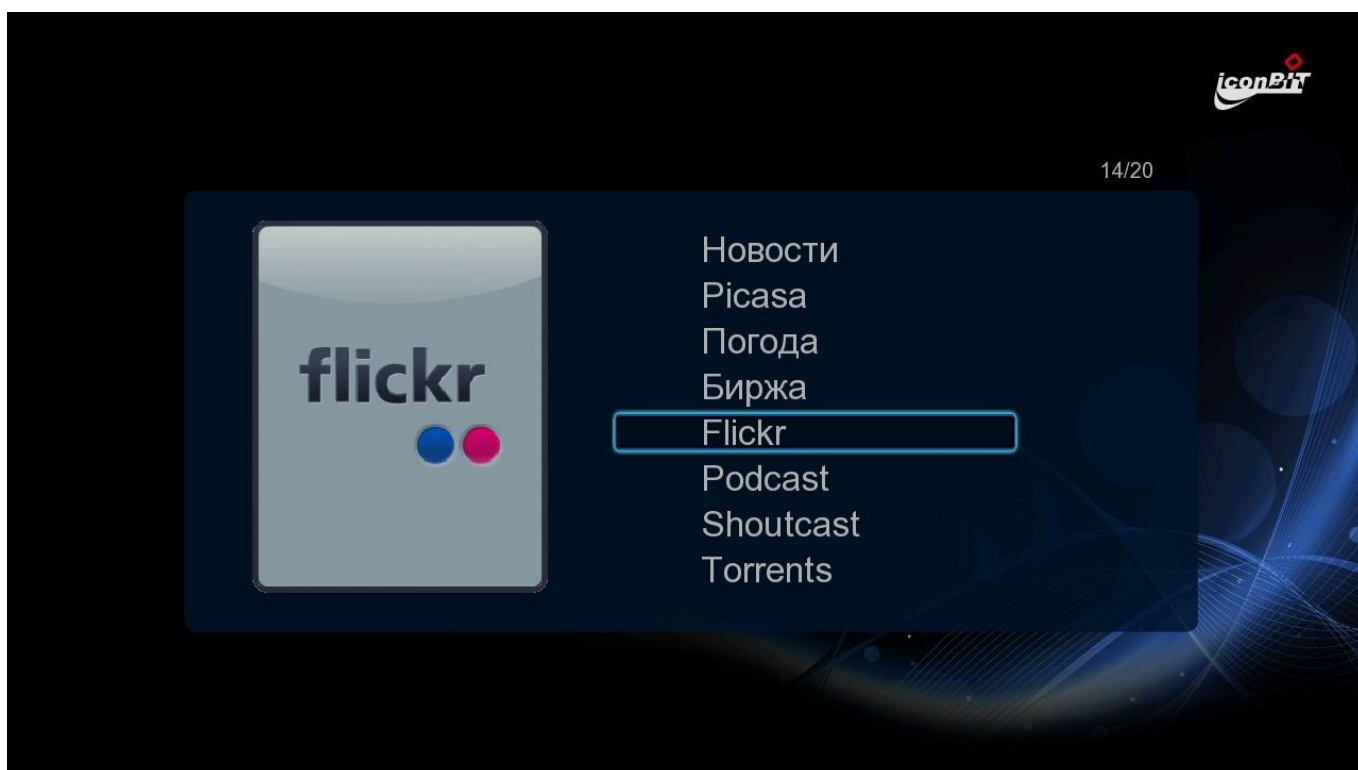 iconBIT
14/20
flickr
Новости
Picasa
Погода
Биржа
Flickr
Podcast
Shoutcast
Torrents